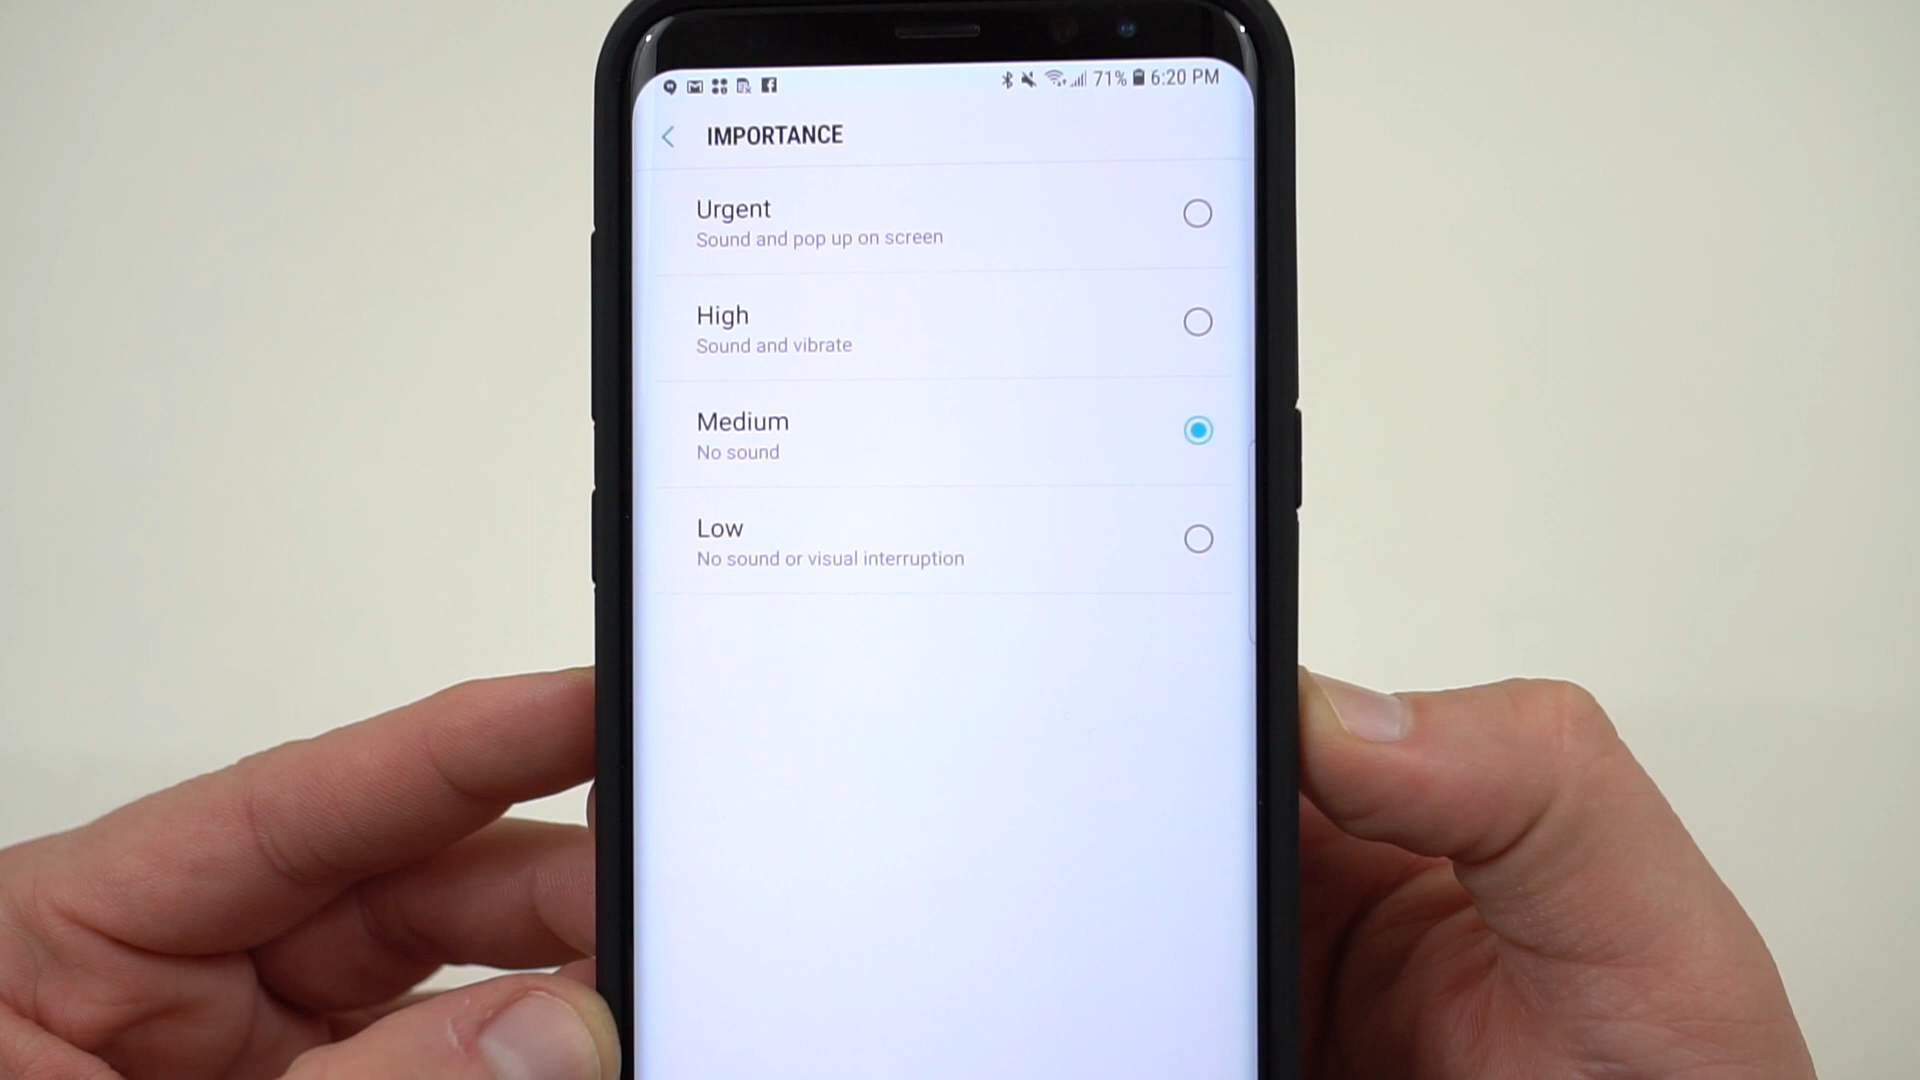 71% 6:20 PM
IMPORTANCE
Urgent
Sound and pop up on screen
High
Sound and vibrate
Medium
No sound
Low
No sound or visual interruption